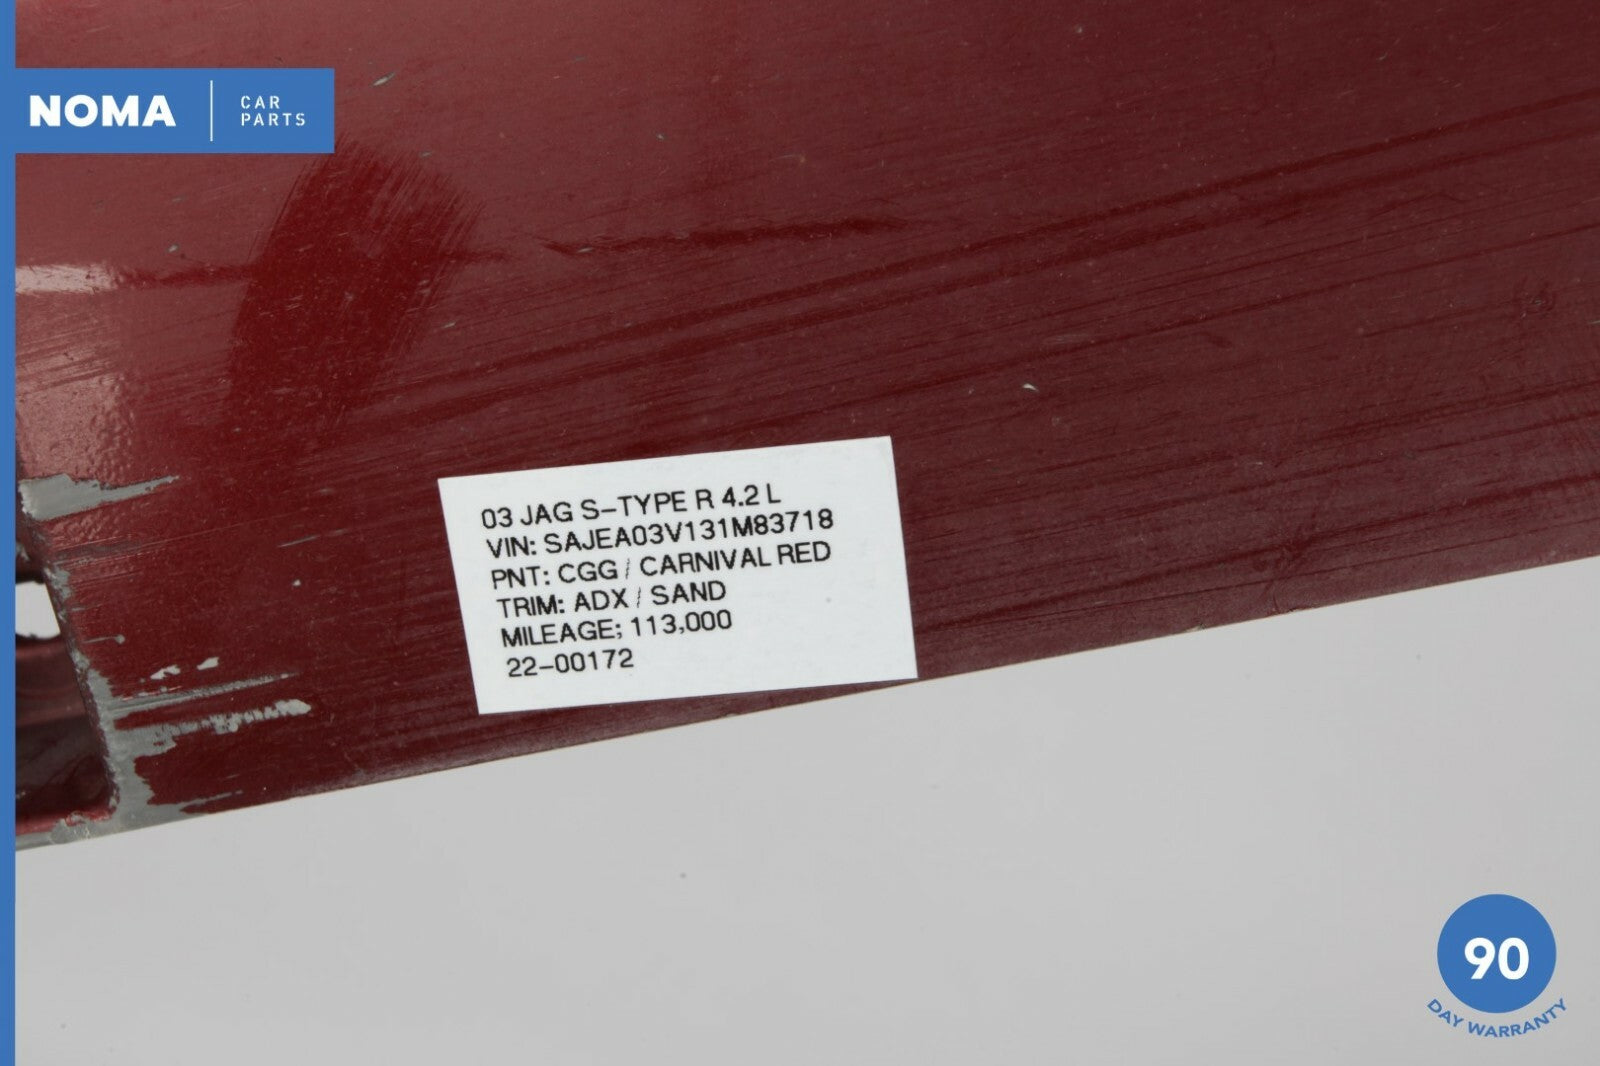 NOMA
CAR
PARTS
03 JAG S-TYPE R 4.2 L
VIN: SAJEA03V131M83718
PNT: CGG / CARNIVAL RED
TRIM: ADX / SAND
MILEAGE; 113,000
22-00172
90
DAY WARRANTY